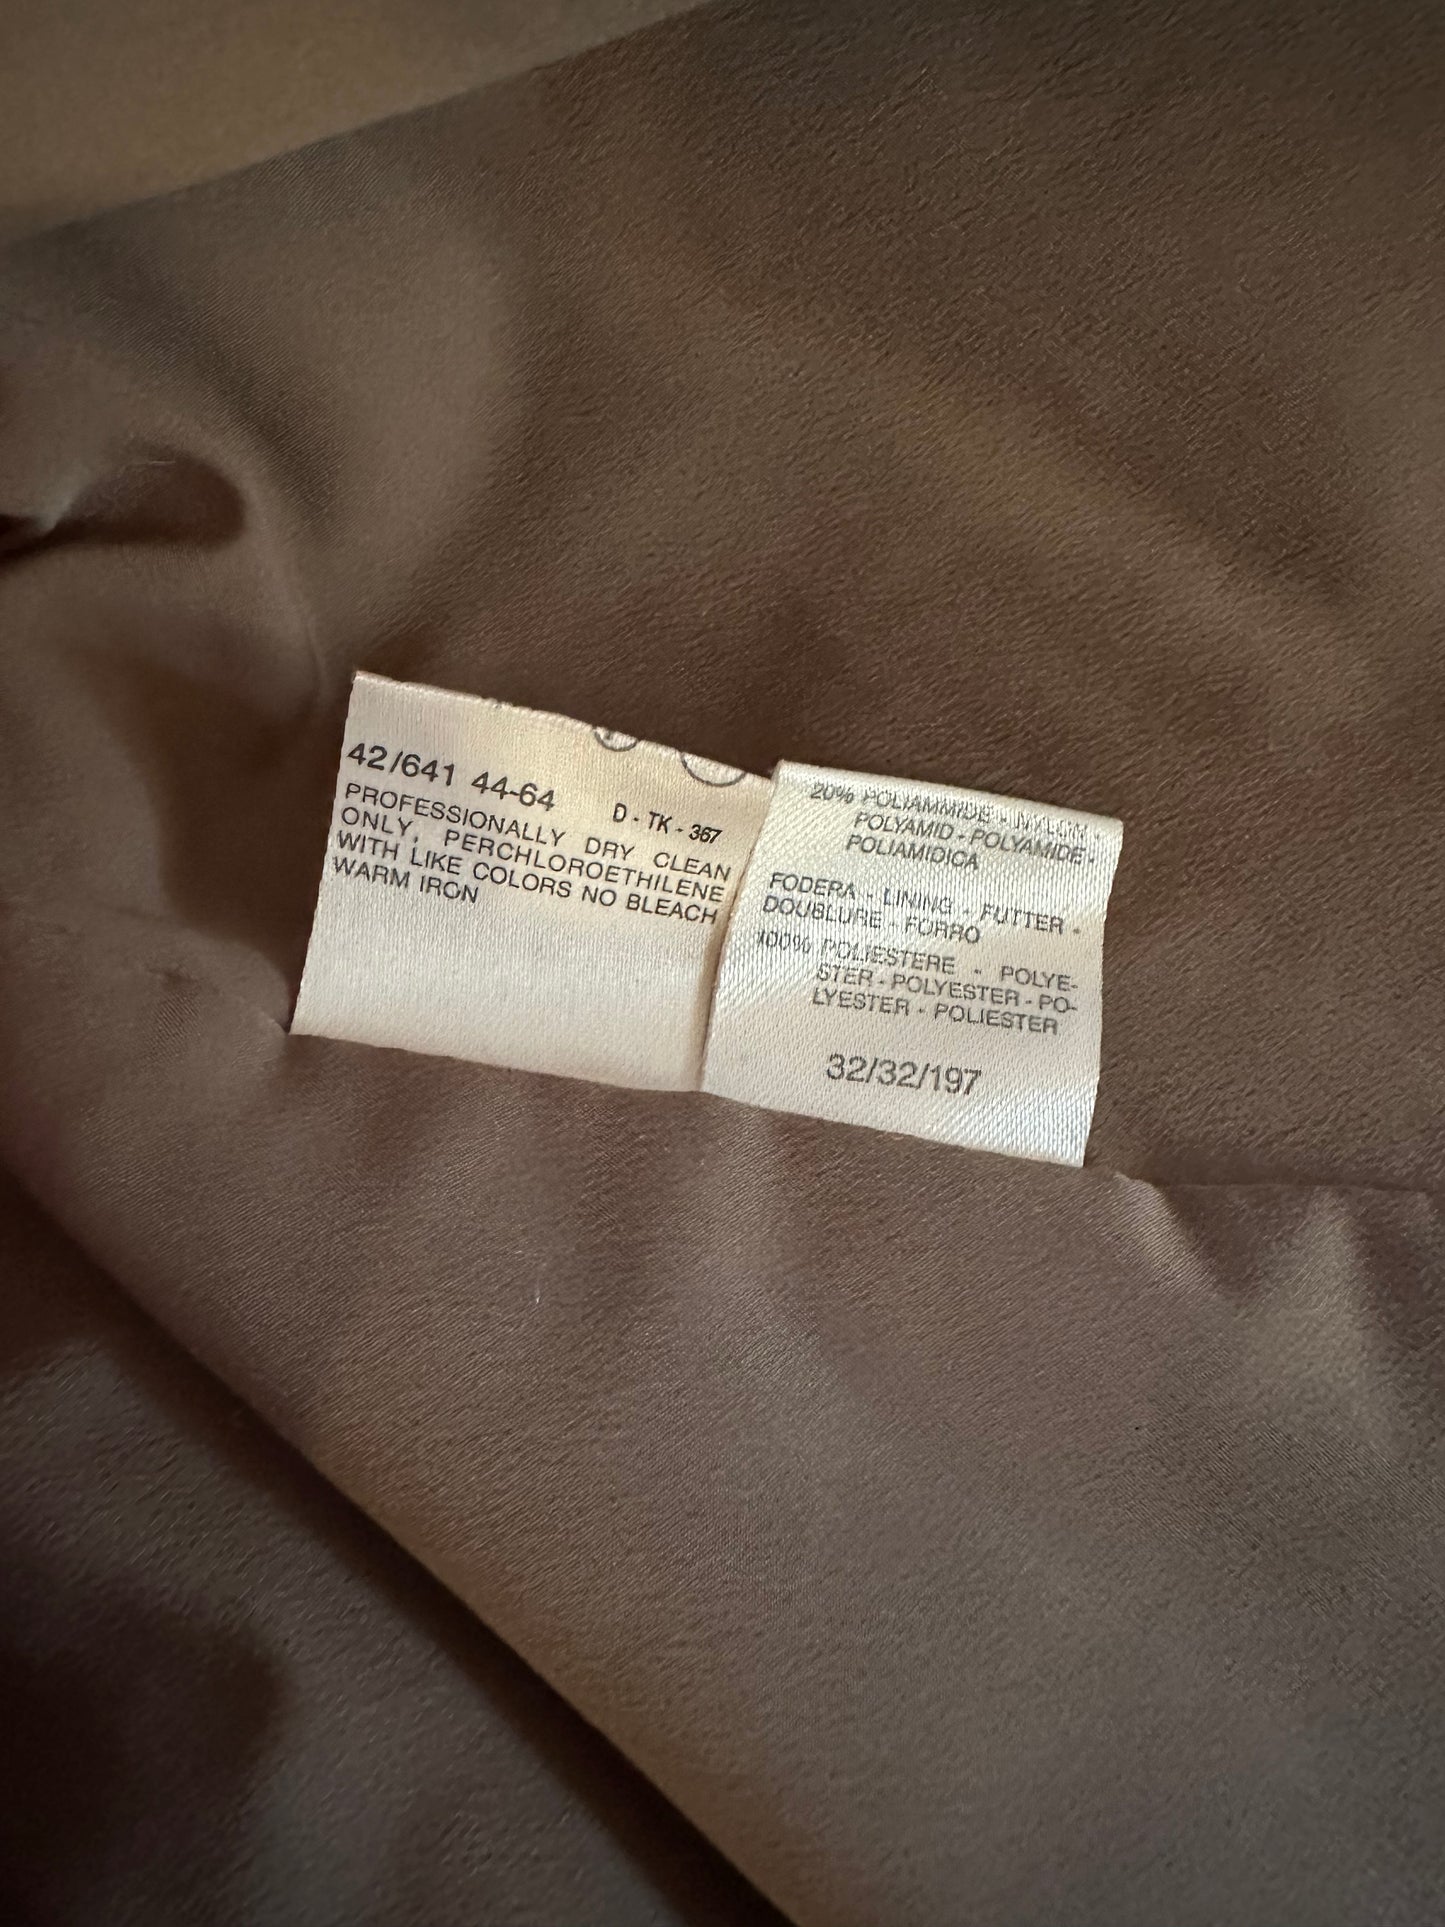 42/641 44-64
D - TK - 367
PROFESSIONALLY DRY CLEAN
ONLY, PERCHLOROETHILENE
WITH LIKE COLORS NO BLEACH
WARM IRON
20% POLIAMMIDE - NYLON -
POLYAMID - POLYAMIDE -
POLIAMIDICA
FODERA - LINING - FUTTER -
DOUBLURE - FORRO
100% POLIESTERE - POLYE-
STER - POLYESTER - PO-
LYESTER - POLIESTER
32/32/197